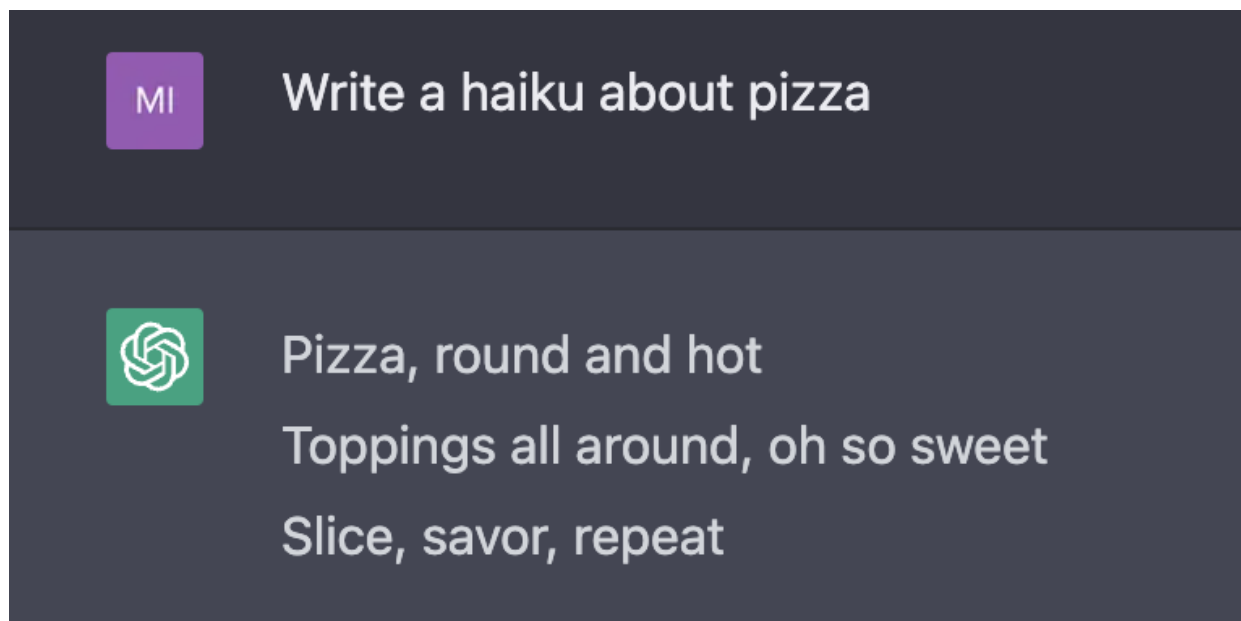 MI
Write a haiku about pizza
Pizza, round and hot
Toppings all around, oh so sweet
Slice, savor, repeat